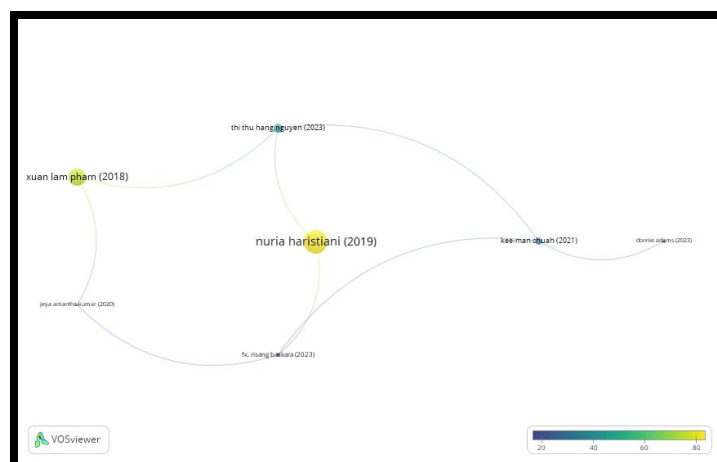 thi thu hang nguyen (2023)
xuan lam pham (2018)
nuria haristiani (2019)
kee-man chuah (2021)
donnie adams (2023)
jeya amantha kumar (2020)
fx. risang baskara (2023)
VOSviewer
20 40 60 80